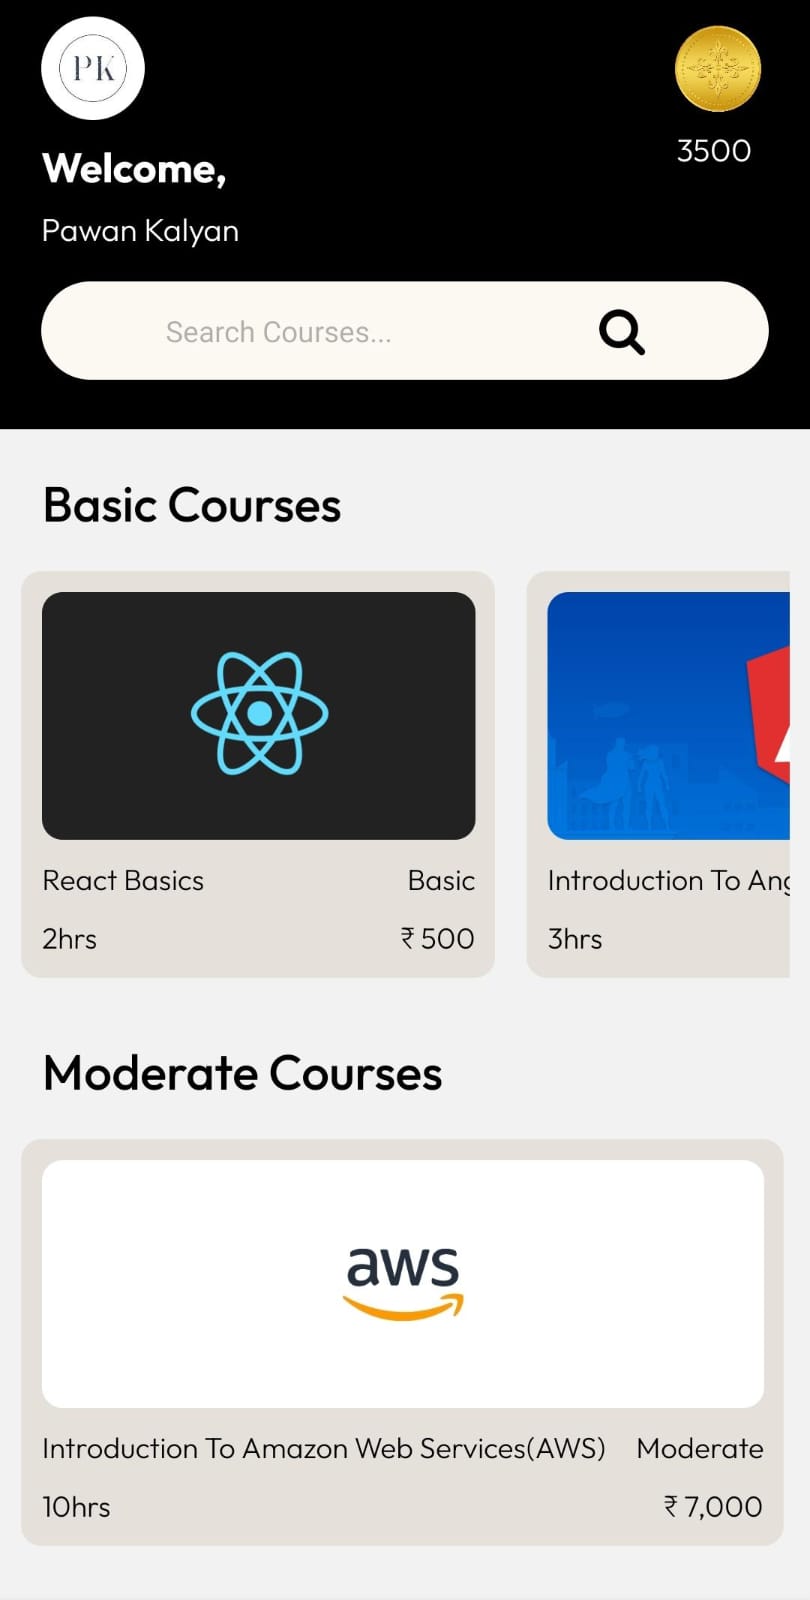 PK
3500
Welcome,
Pawan Kalyan
Search Courses...
Basic Courses
React Basics
Basic
Introduction To Ang
2hrs
₹ 500
3hrs
Moderate Courses
aws
Introduction To Amazon Web Services(AWS)
Moderate
10hrs
₹ 7,000